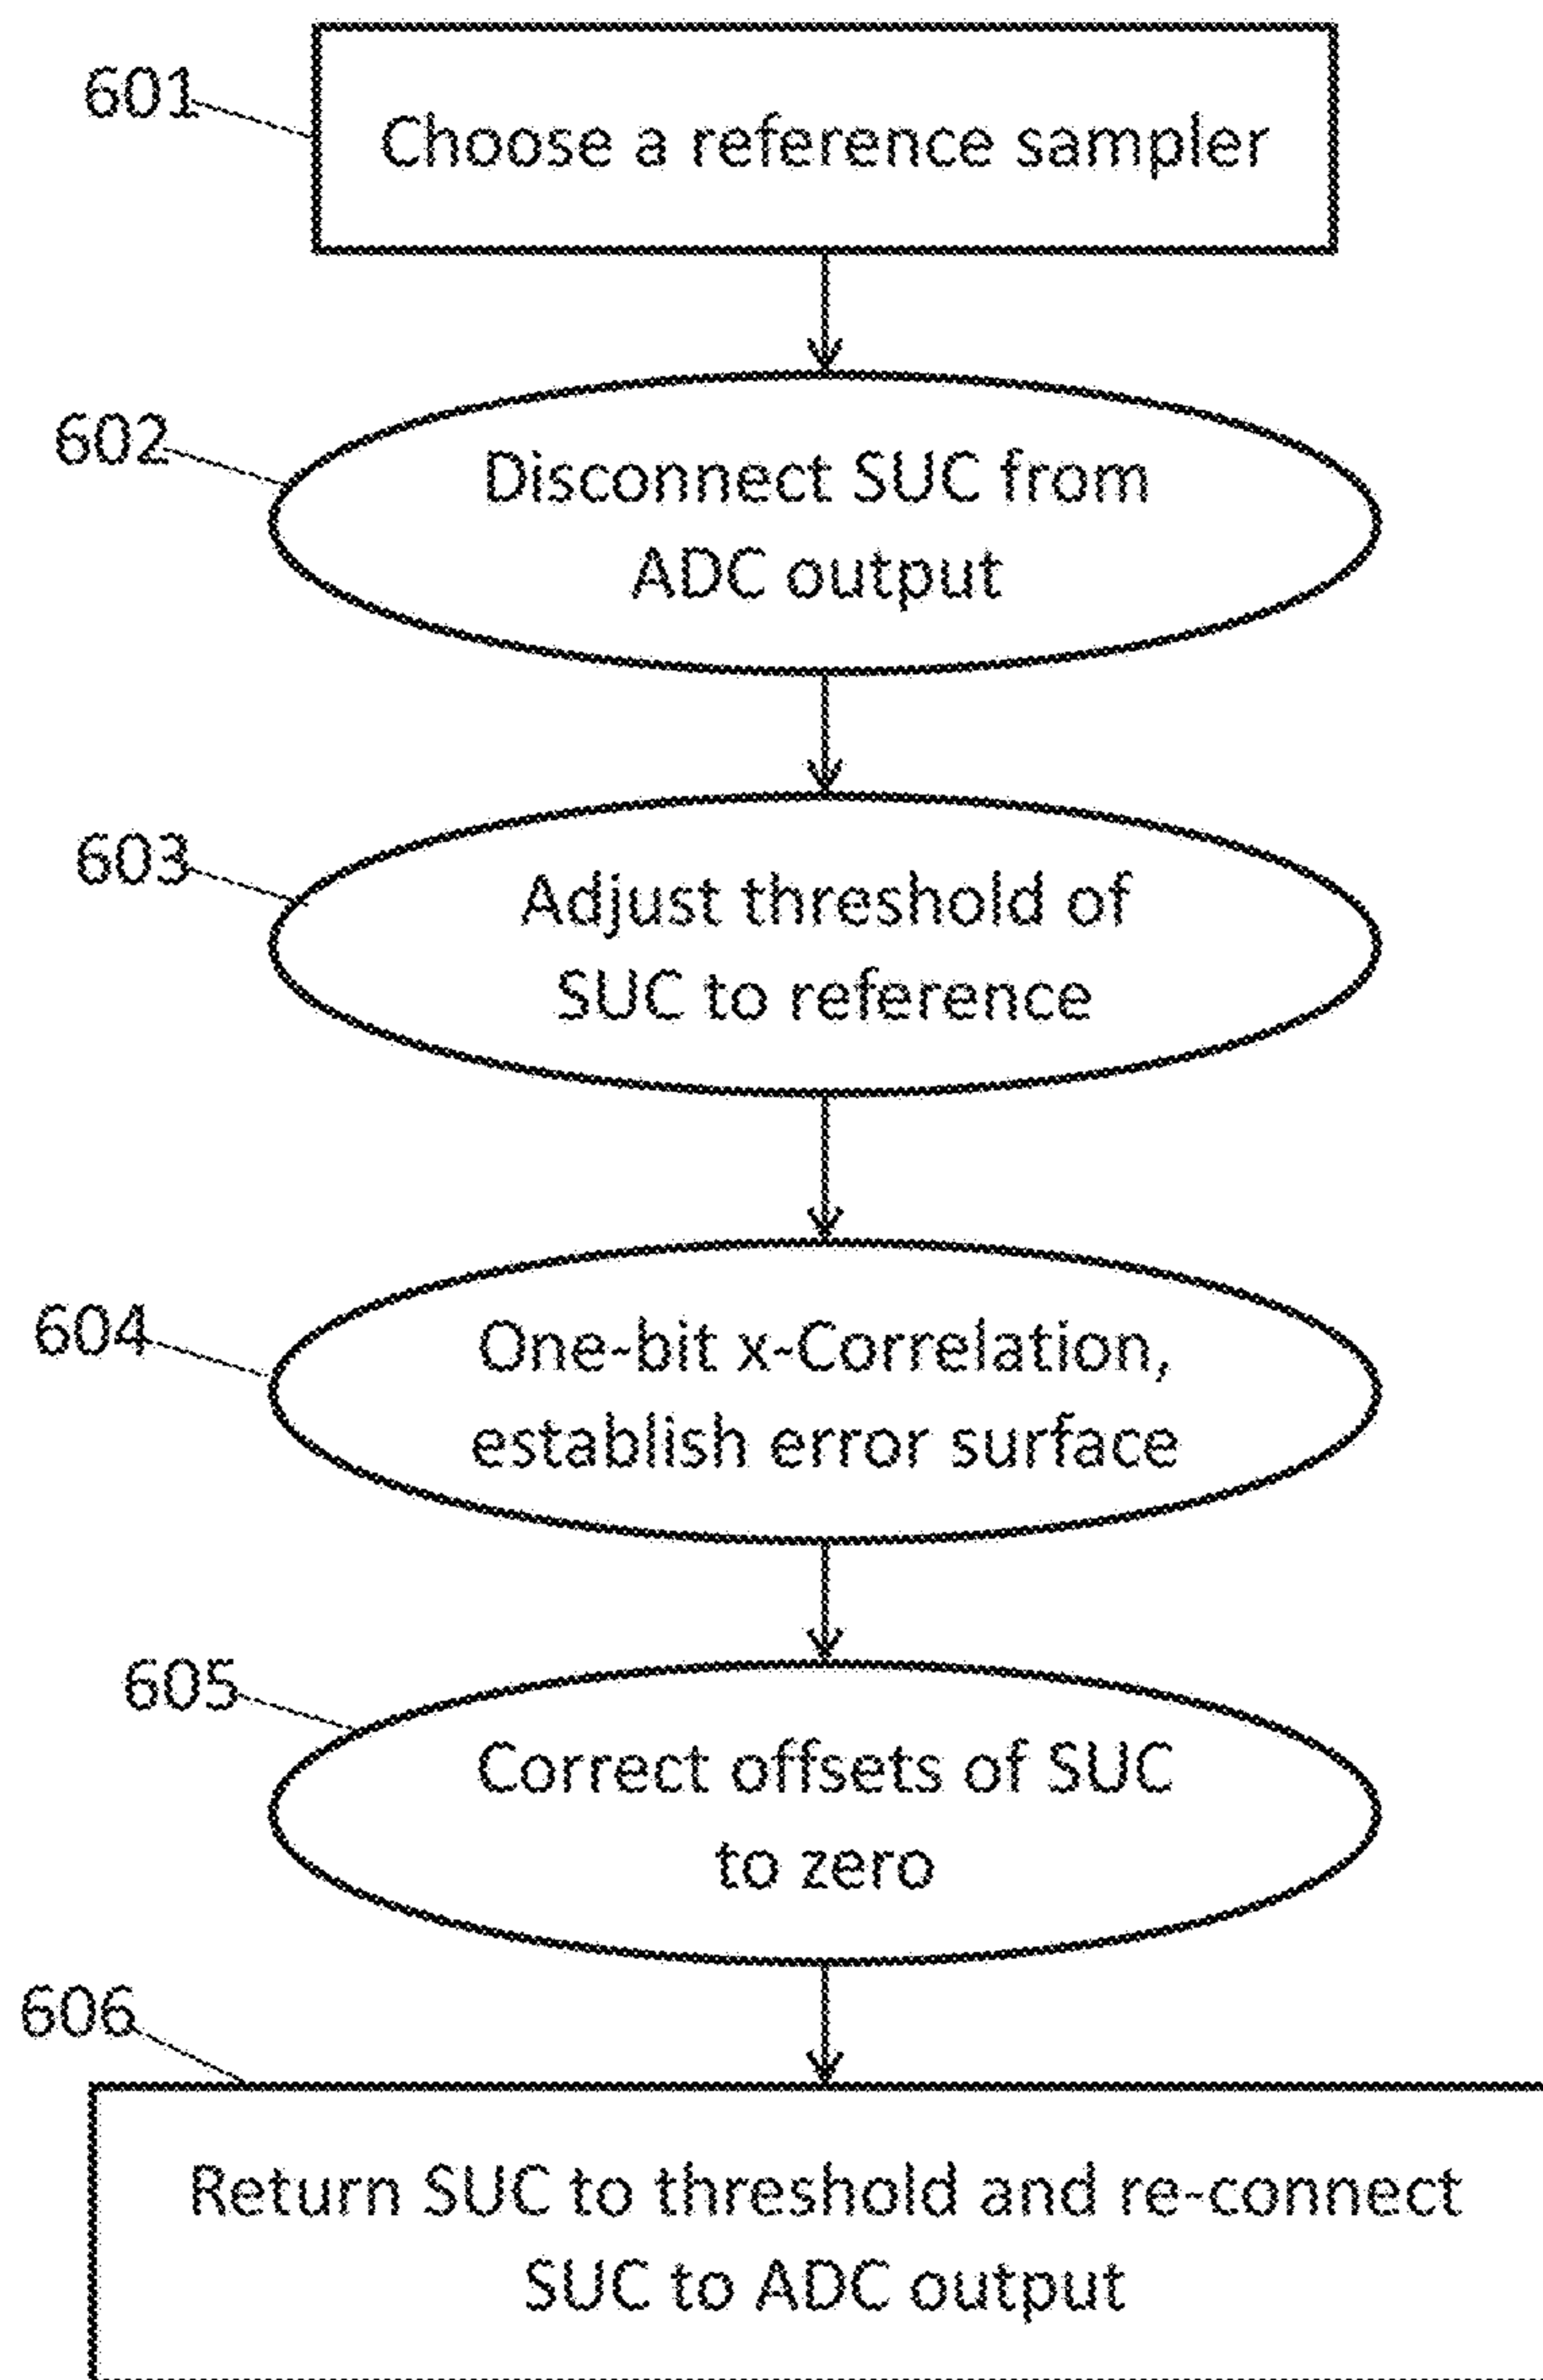 601
Choose a reference sampler
602
Disconnect SUC from
ADC output
603
Adjust threshold of
SUC to reference
604
One-bit x-Correlation,
establish error surface
605
Correct offsets of SUC
to zero
606
Return SUC to threshold and re-connect
SUC to ADC output